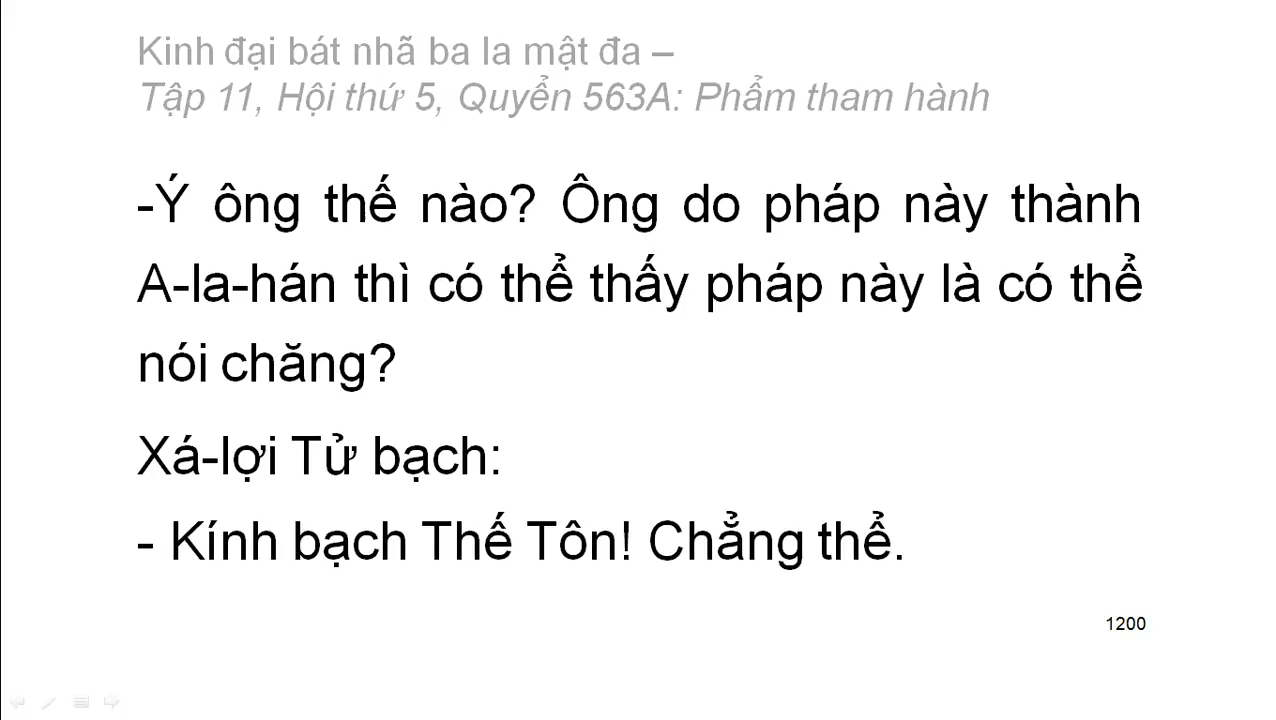 Kinh đại bát nhã ba la mật đa –
Tập 11, Hội thứ 5, Quyển 563A: Phẩm tham hành
-Ý ông thế nào? Ông do pháp này thành
A-la-hán thì có thể thấy pháp này là có thể
nói chăng?
Xá-lợi Tử bạch:
- Kính bạch Thế Tôn! Chẳng thể.
1200